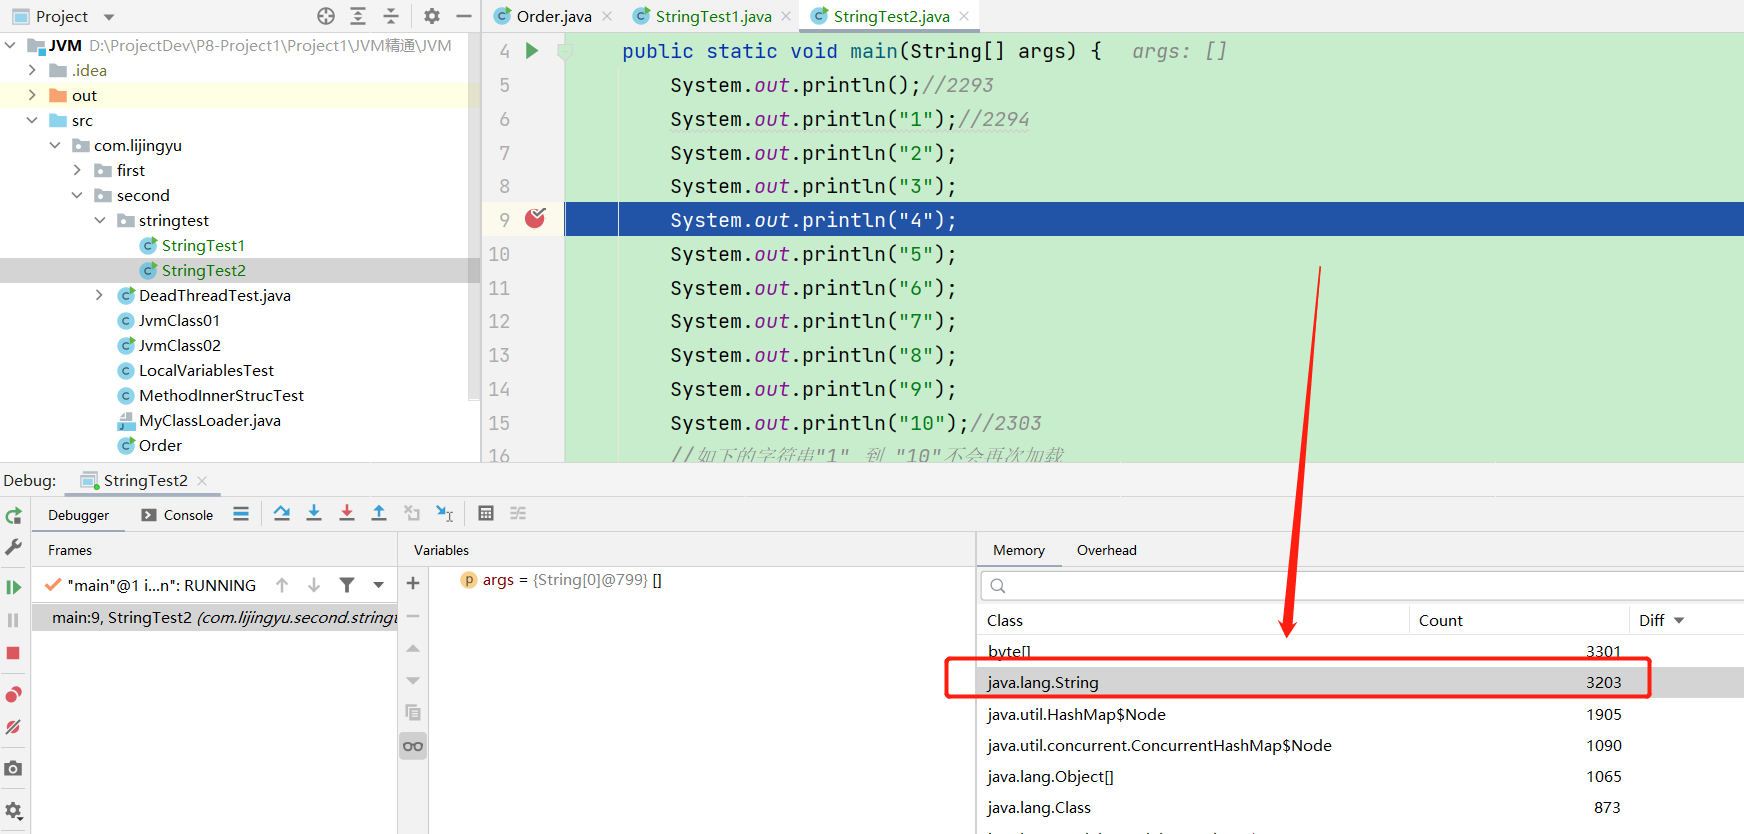 Project
JVM D:\ProjectDev\P8-Project1\Project1\JVM精通\JVM
.idea
out
src
com.lijingyu
first
second
stringtest
StringTest1
StringTest2
DeadThreadTest.java
JvmClass01
JvmClass02
LocalVariablesTest
MethodInnerStrucTest
MyClassLoader.java
Order
Order.java
StringTest1.java
StringTest2.java
4 public static void main(String[] args) { args: []
5 System.out.println();//2293
6 System.out.println("1");//2294
7 System.out.println("2");
8 System.out.println("3");
9 System.out.println("4");
10 System.out.println("5");
11 System.out.println("6");
12 System.out.println("7");
13 System.out.println("8");
14 System.out.println("9");
15 System.out.println("10");//2303
16 //如下的字符串"1" 到 "10"不会再次加载
Debug: StringTest2
Debugger Console
Frames
"main"@1 i...n": RUNNING
main:9, StringTest2 (com.lijingyu.second.stringt
Variables
args = {String[0]@799} []
Memory Overhead
Class Count Diff
byte[] 3301
java.lang.String 3203
java.util.HashMap$Node 1905
java.util.concurrent.ConcurrentHashMap$Node 1090
java.lang.Object[] 1065
java.lang.Class 873